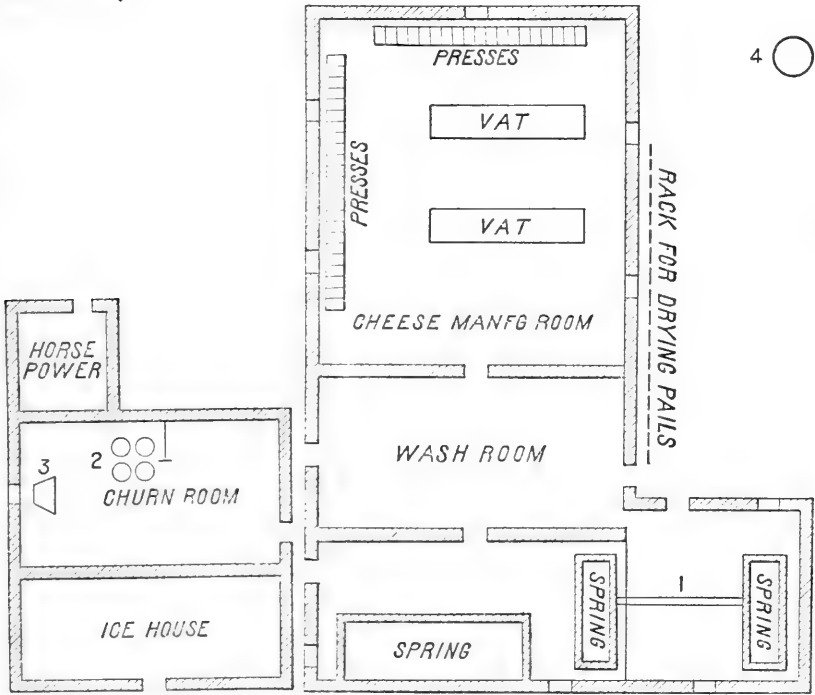 PRESSES
4
VAT
PRESSES
VAT
RACK FOR DRYING PAILS
CHEESE MANFG ROOM
HORSE
POWER
WASH ROOM
2
3
CHURN ROOM
SPRING
1
SPRING
ICE HOUSE
SPRING